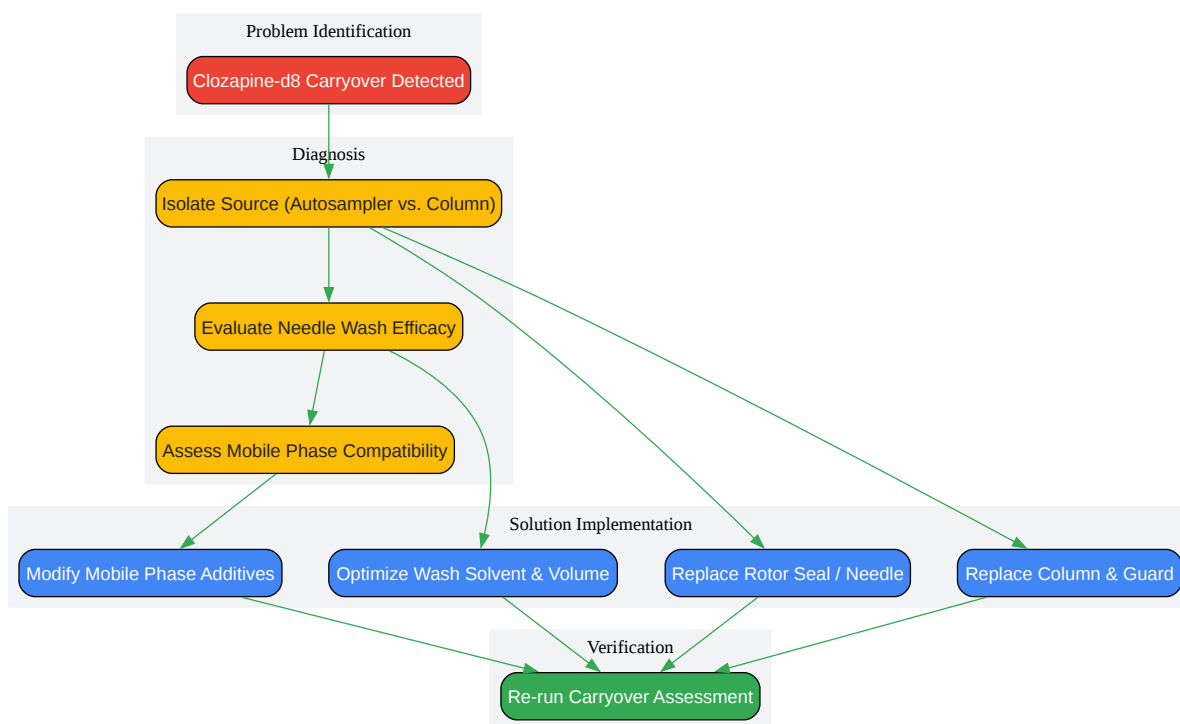 Problem Identification
Clozapine-d8 Carryover Detected
Diagnosis
Isolate Source (Autosampler vs. Column)
Evaluate Needle Wash Efficacy
Assess Mobile Phase Compatibility
Solution Implementation
Modify Mobile Phase Additives
Optimize Wash Solvent & Volume
Replace Rotor Seal / Needle
Replace Column & Guard
Verification
Re-run Carryover Assessment